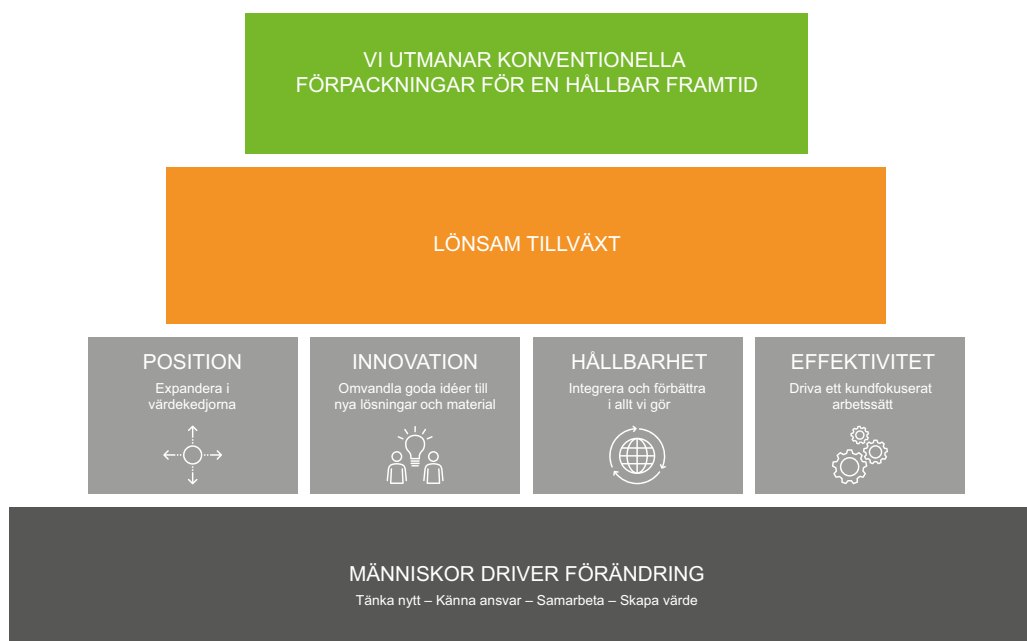 VI UTMANAR KONVENTIONELLA
FÖRPACKNINGAR FÖR EN HÅLLBAR FRAMTID
LÖNSAM TILLVÄXT
POSITION
Expandera i
värdekedjorna
INNOVATION
Omvandla goda idéer till
nya lösningar och material
HÅLLBARHET
Integrera och förbättra
i allt vi gör
EFFEKTIVITET
Driva ett kundfokuserat
arbetssätt
MÄNNISKOR DRIVER FÖRÄNDRING
Tänka nytt – Känna ansvar – Samarbeta – Skapa värde